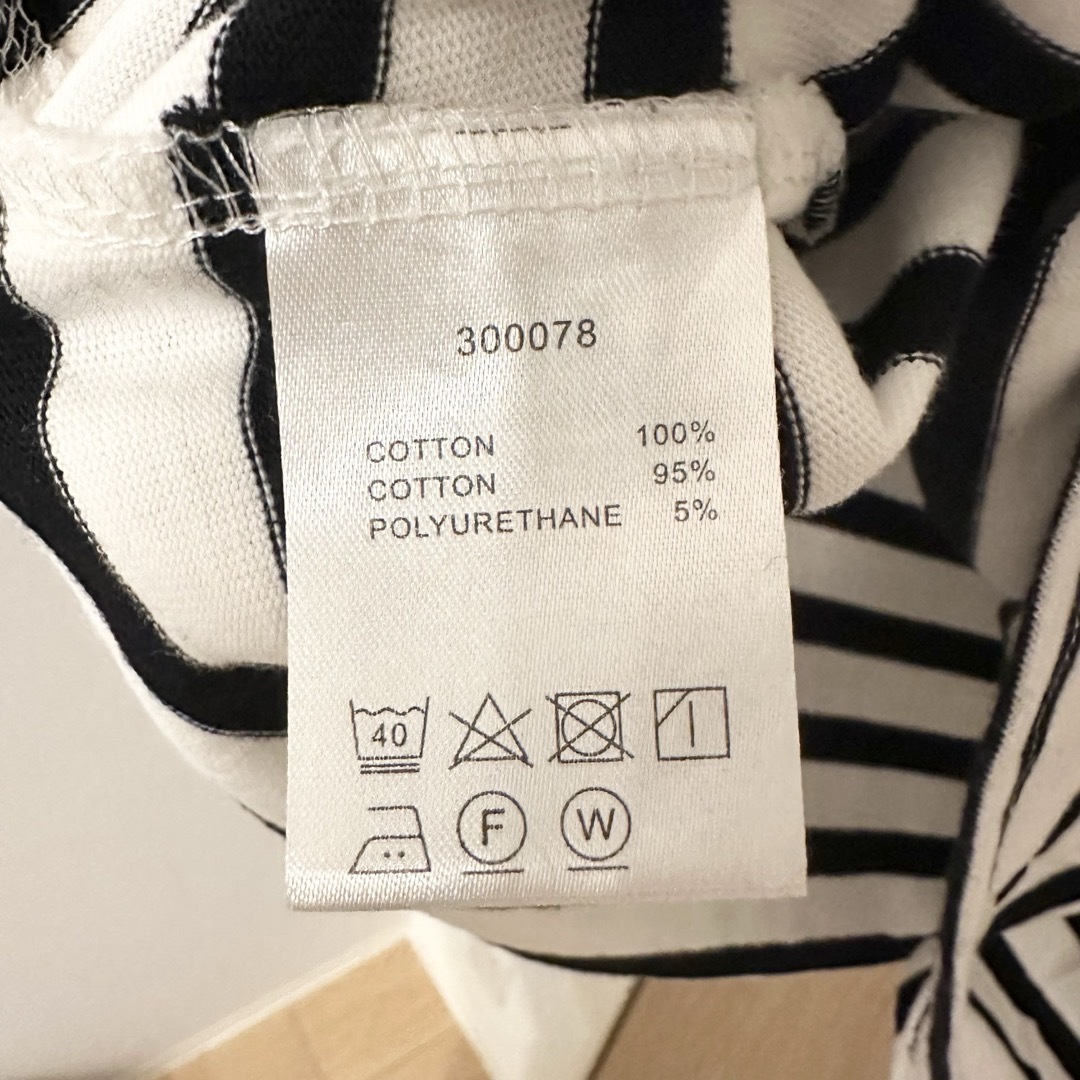 300078
COTTON 100%
COTTON 95%
POLYURETHANE 5%
40
F W